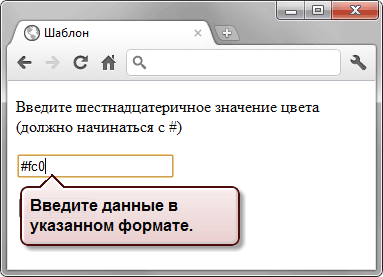 Шаблон
Введите шестнадцатеричное значение цвета
(должно начинаться с #)
#fc0
Введите данные в
указанном формате.